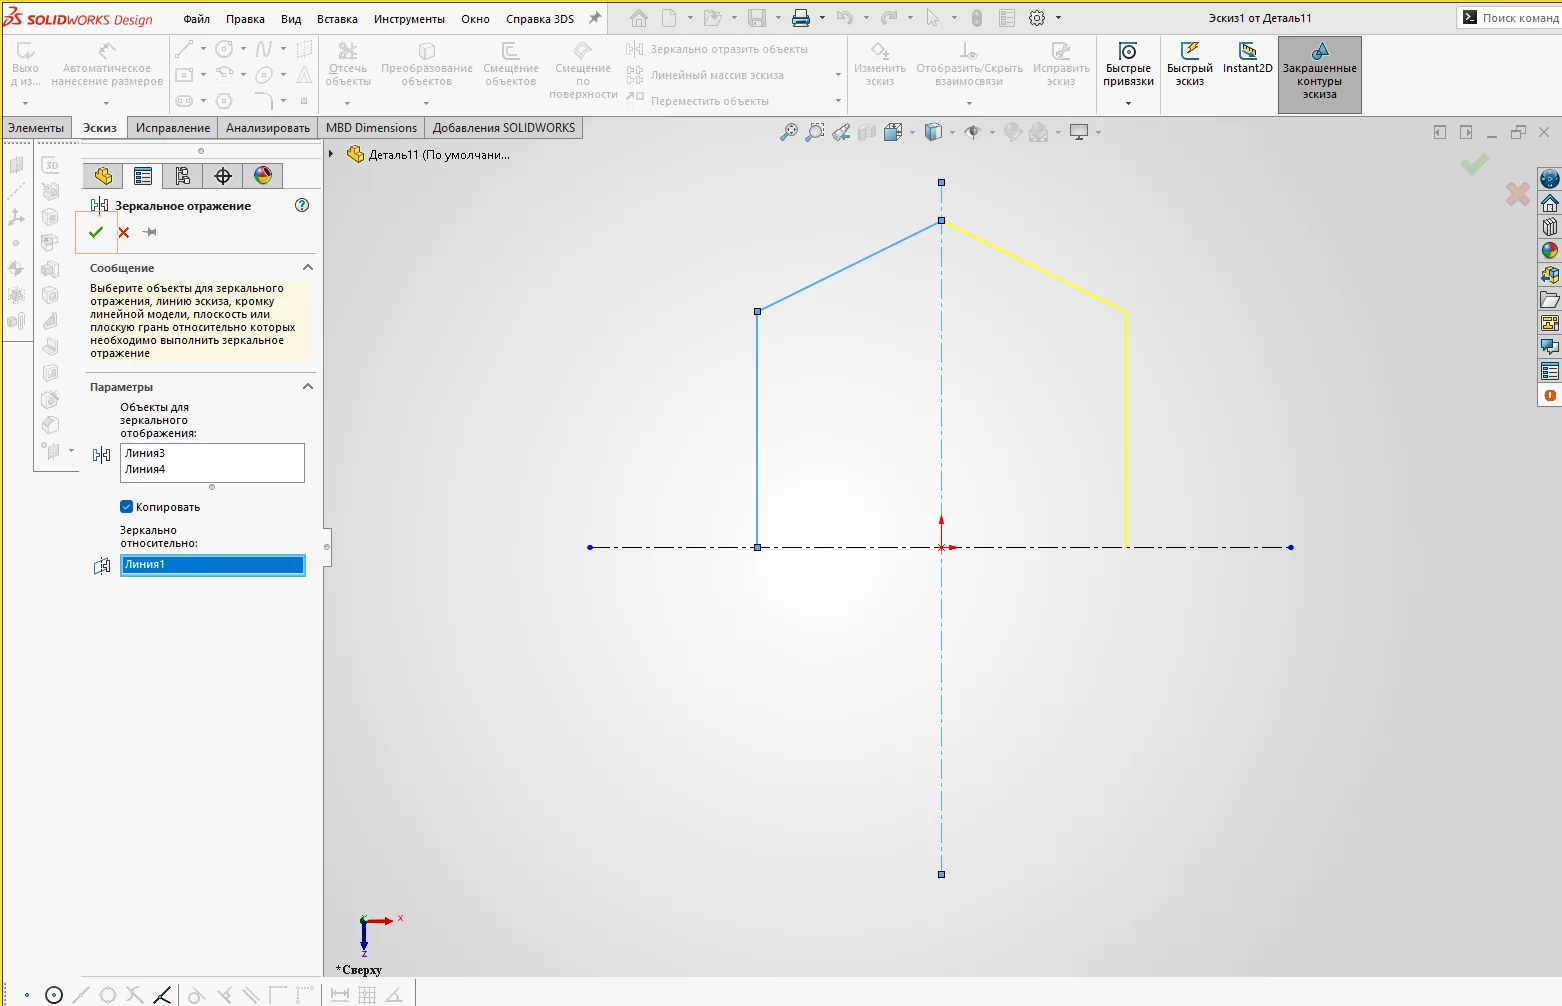 SOLIDWORKS Design
Файл Правка Вид Вставка Инструменты Окно Справка 3DS
Эскиз1 от Деталь11
Поиск команд
Выхо
д из...
Автоматическое
нанесение размеров
Отсечь
объекты
Преобразование
объектов
Смещение
объектов
Смещение
по
поверхности
Зеркально отразить объекты
Линейный массив эскиза
Переместить объекты
Изменить
эскиз
Отобразить/Скрыть
взаимосвязи
Исправить
эскиз
Быстрые
привязки
Быстрый
эскиз
Instant2D
Закрашенные
контуры
эскиза
Элементы Эскиз Исправление Анализировать MBD Dimensions Добавления SOLIDWORKS
Деталь11 (По умолчани...
3D
Зеркальное отражение
Сообщение
Выберите объекты для зеркального
отражения, линию эскиза, кромку
линейной модели, плоскость или
плоскую грань относительно которых
необходимо выполнить зеркальное
отражение
Параметры
Объекты для
зеркального
отображения:
Линия3
Линия4
Копировать
Зеркально
относительно:
Линия1
Y
X
Z
*Сверху